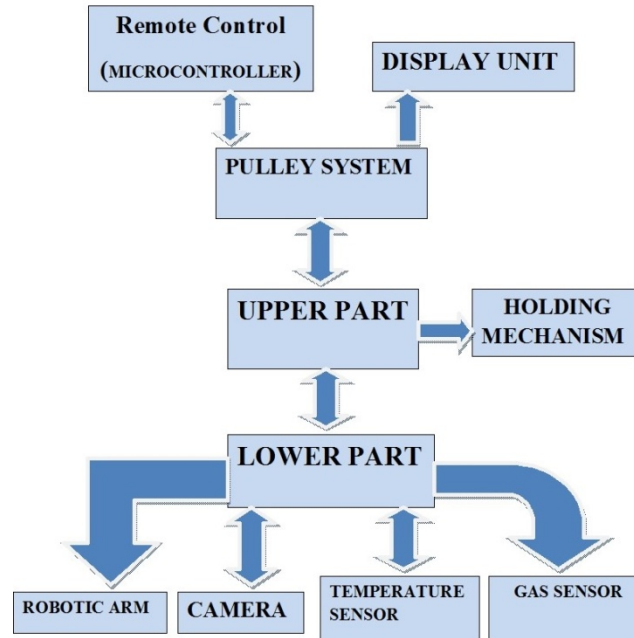 Remote Control
(MICROCONTROLLER)
DISPLAY UNIT
PULLEY SYSTEM
UPPER PART
HOLDING
MECHANISM
LOWER PART
ROBOTIC ARM
CAMERA
TEMPERATURE
SENSOR
GAS SENSOR